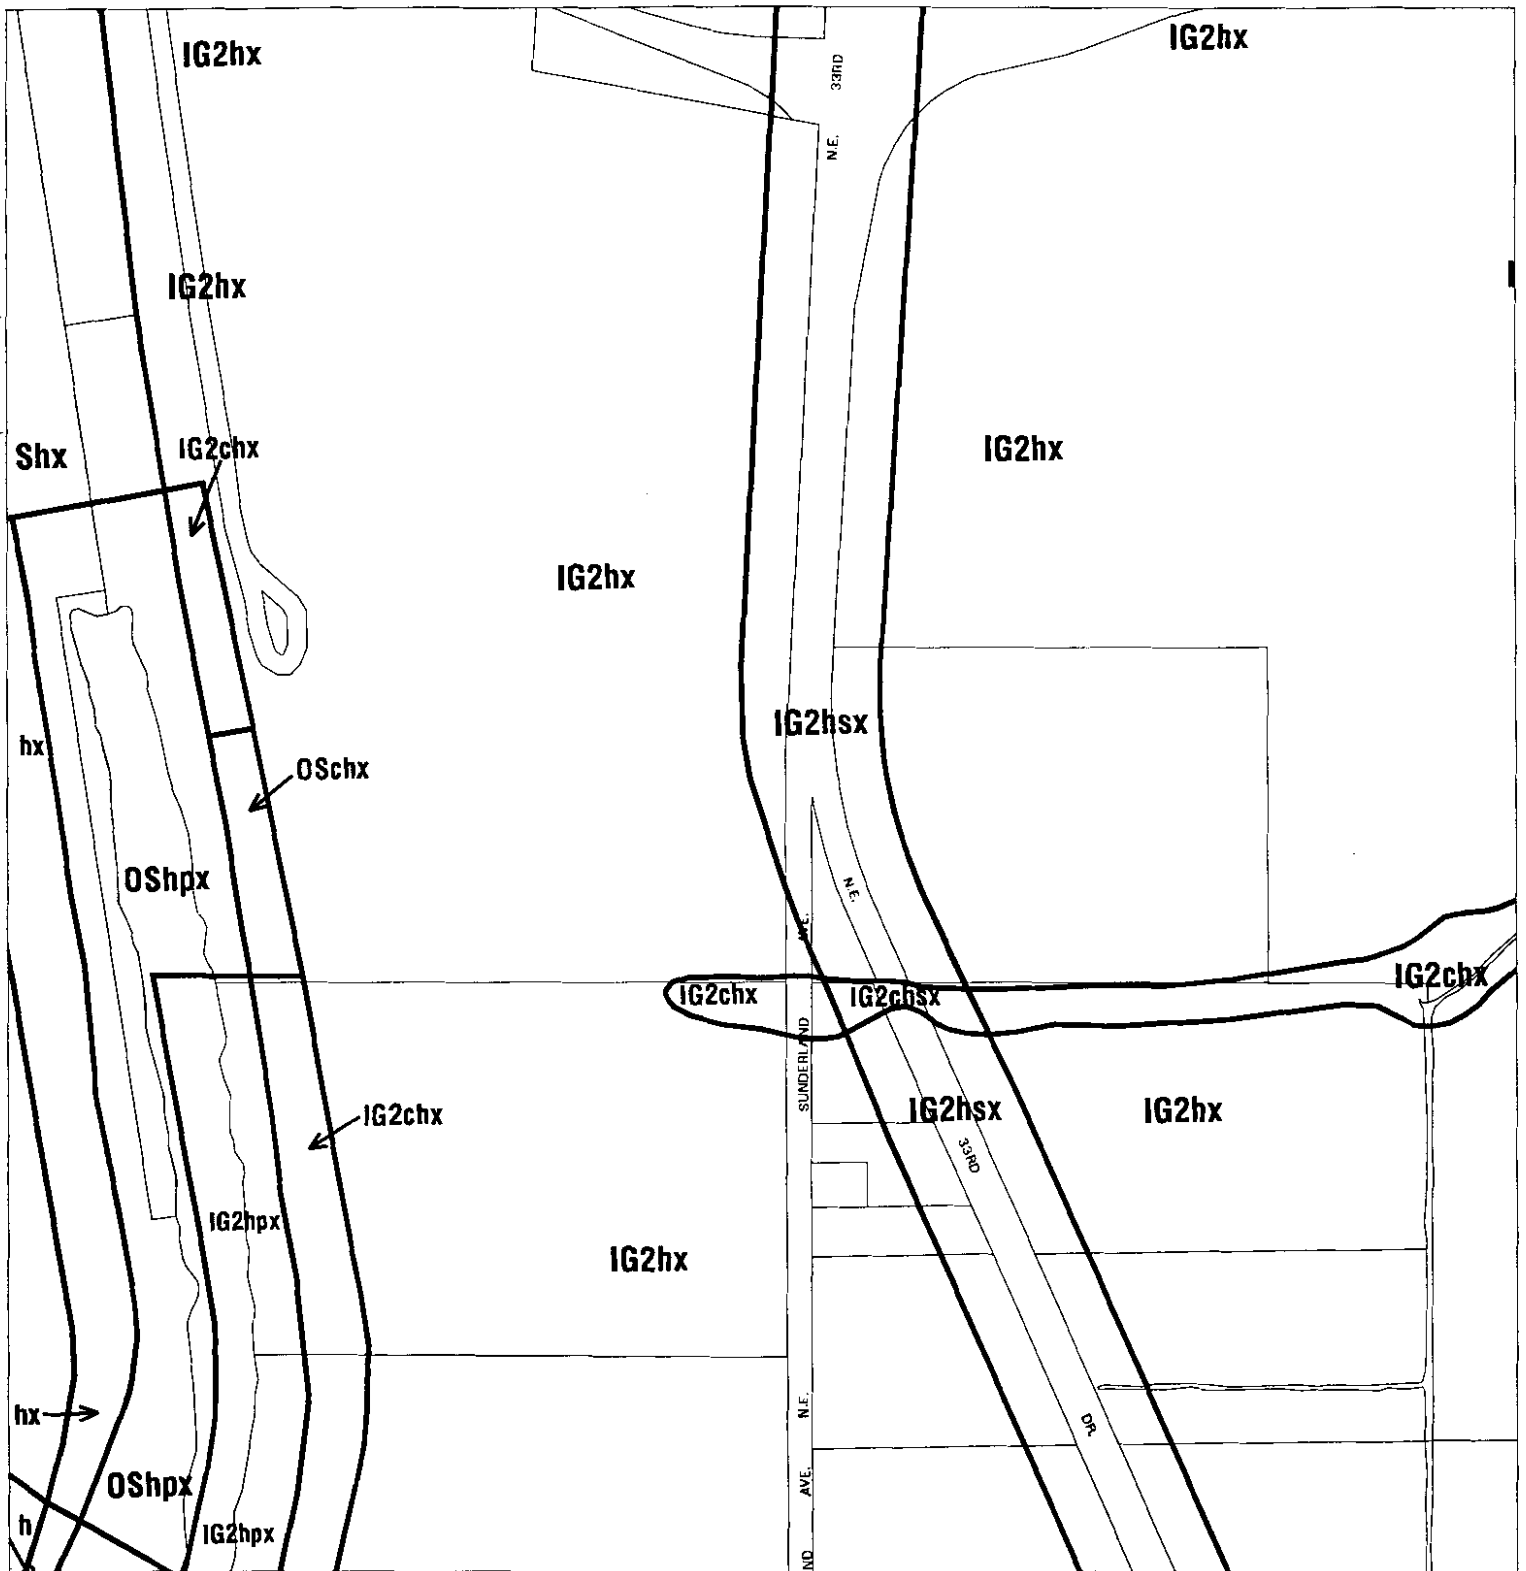 IG2hx
IG2hx
33RD
N.E.
IG2hx
Shx
IG2chx
IG2hx
IG2hx
hx
IG2hsx
OSchx
OShpx
N.E.
AVE.
IG2chx
IG2chsx
IG2chx
SUNDERLAND
IG2chx
IG2hsx
IG2hx
33RD
IG2hpx
IG2hx
N.E.
DR.
hx
OShpx
AVE.
h
IG2hpx
ND